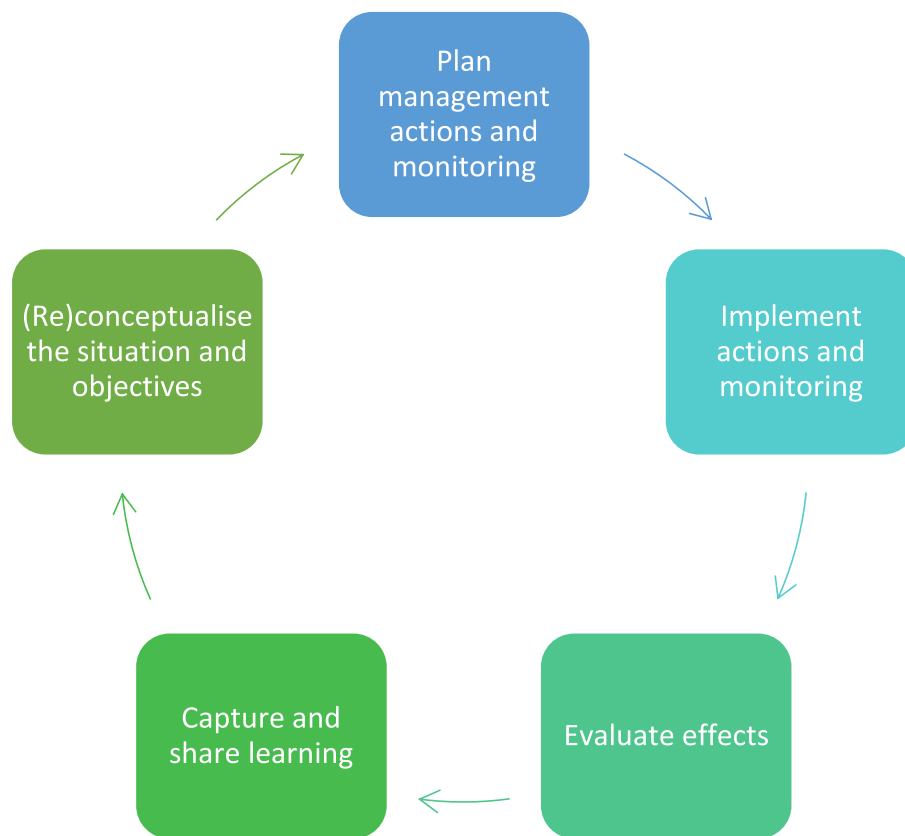 Plan
management
actions and
monitoring
(Re)conceptualise
the situation and
objectives
Implement
actions and
monitoring
Capture and
share learning
Evaluate effects